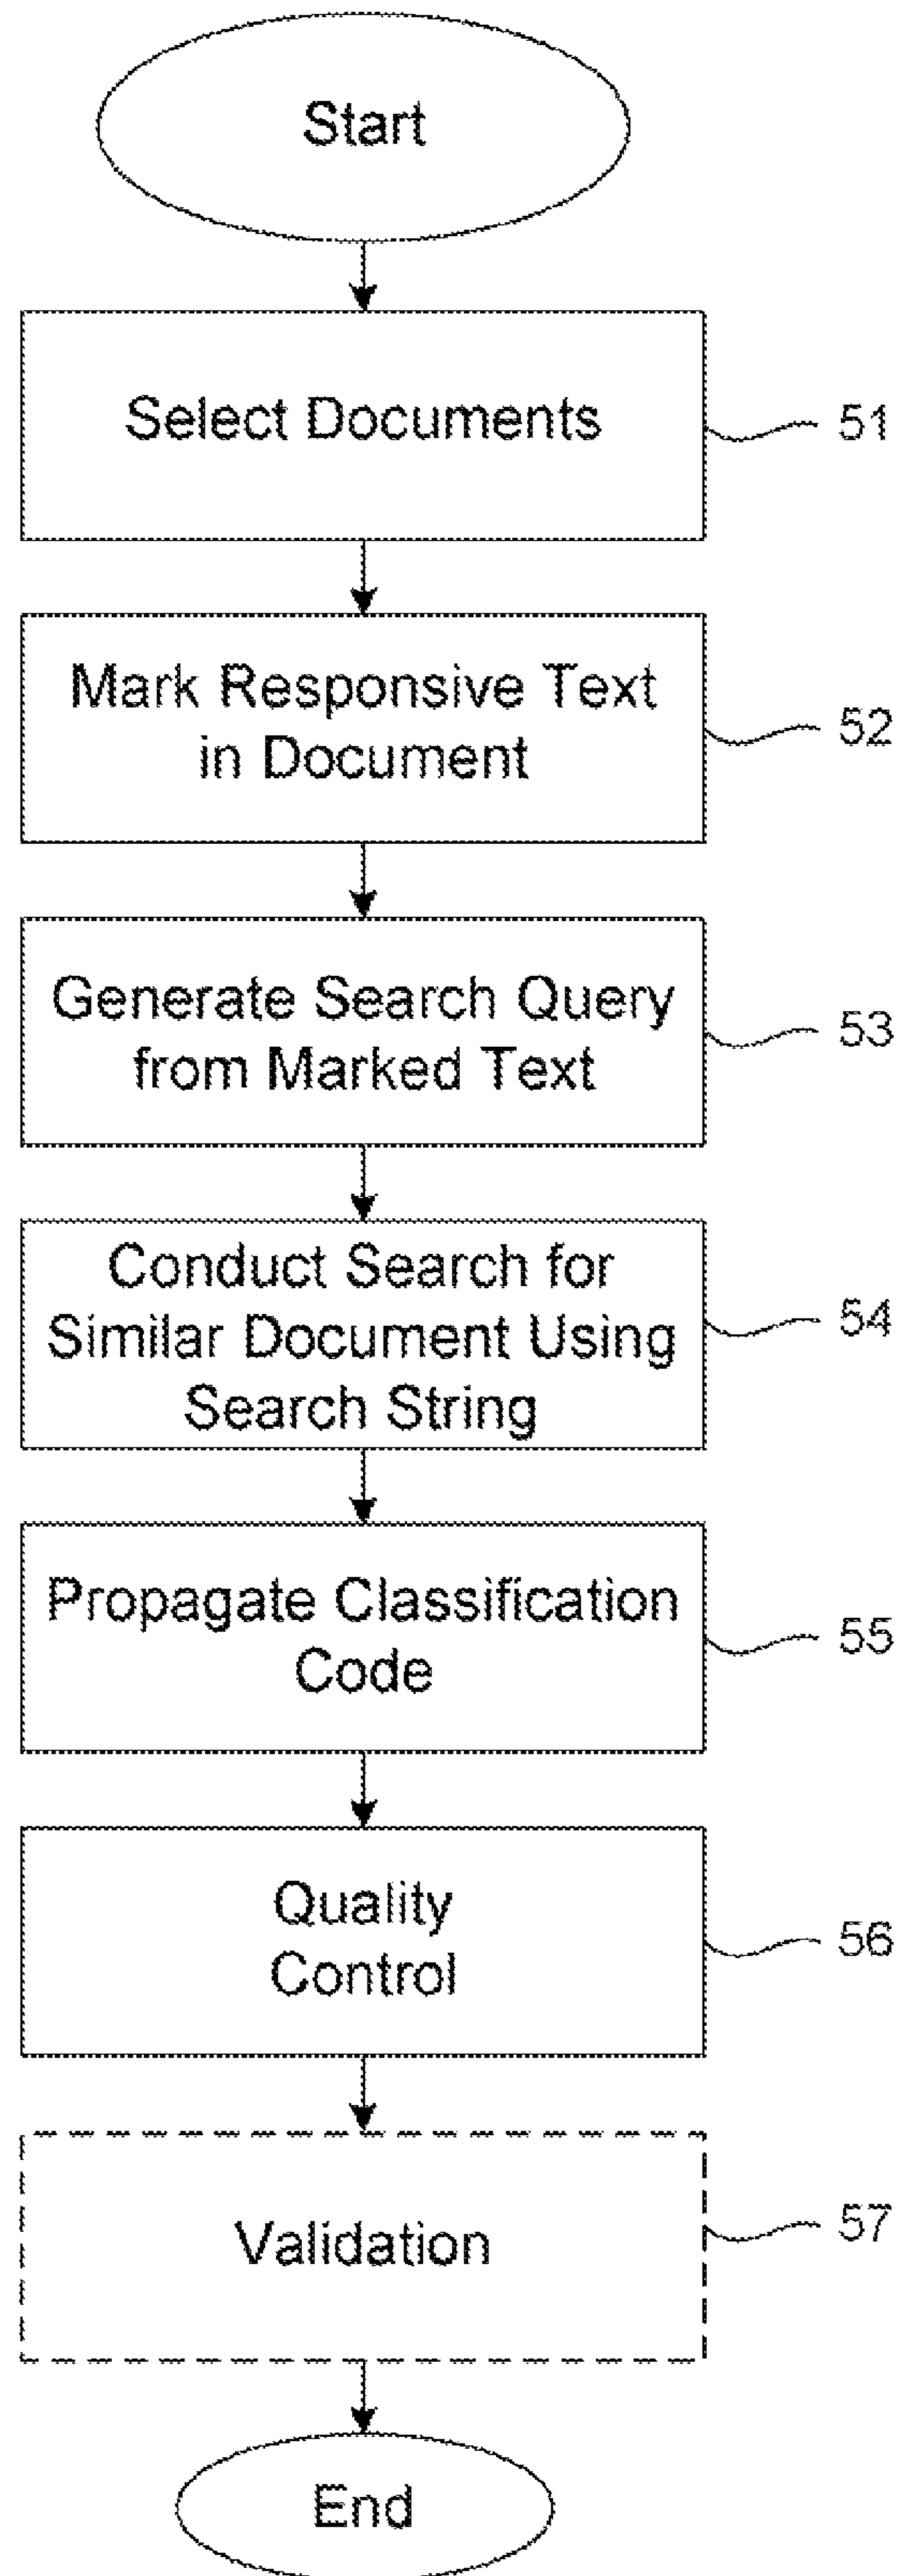 Start
Select Documents
51
Mark Responsive Text
in Document
52
Generate Search Query
from Marked Text
53
Conduct Search for
Similar Document Using
Search String
54
Propagate Classification
Code
55
Quality
Control
56
Validation
57
End